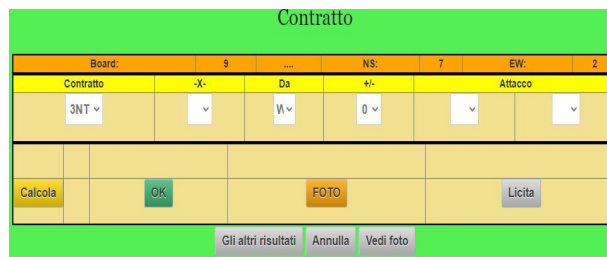 Contratto
Board: 9 .... NS: 7 EW: 2
Contratto -X- Da +/- Attacco
3NT W 0
Calcola OK FOTO Licita
Gli altri risultati Annulla Vedi foto